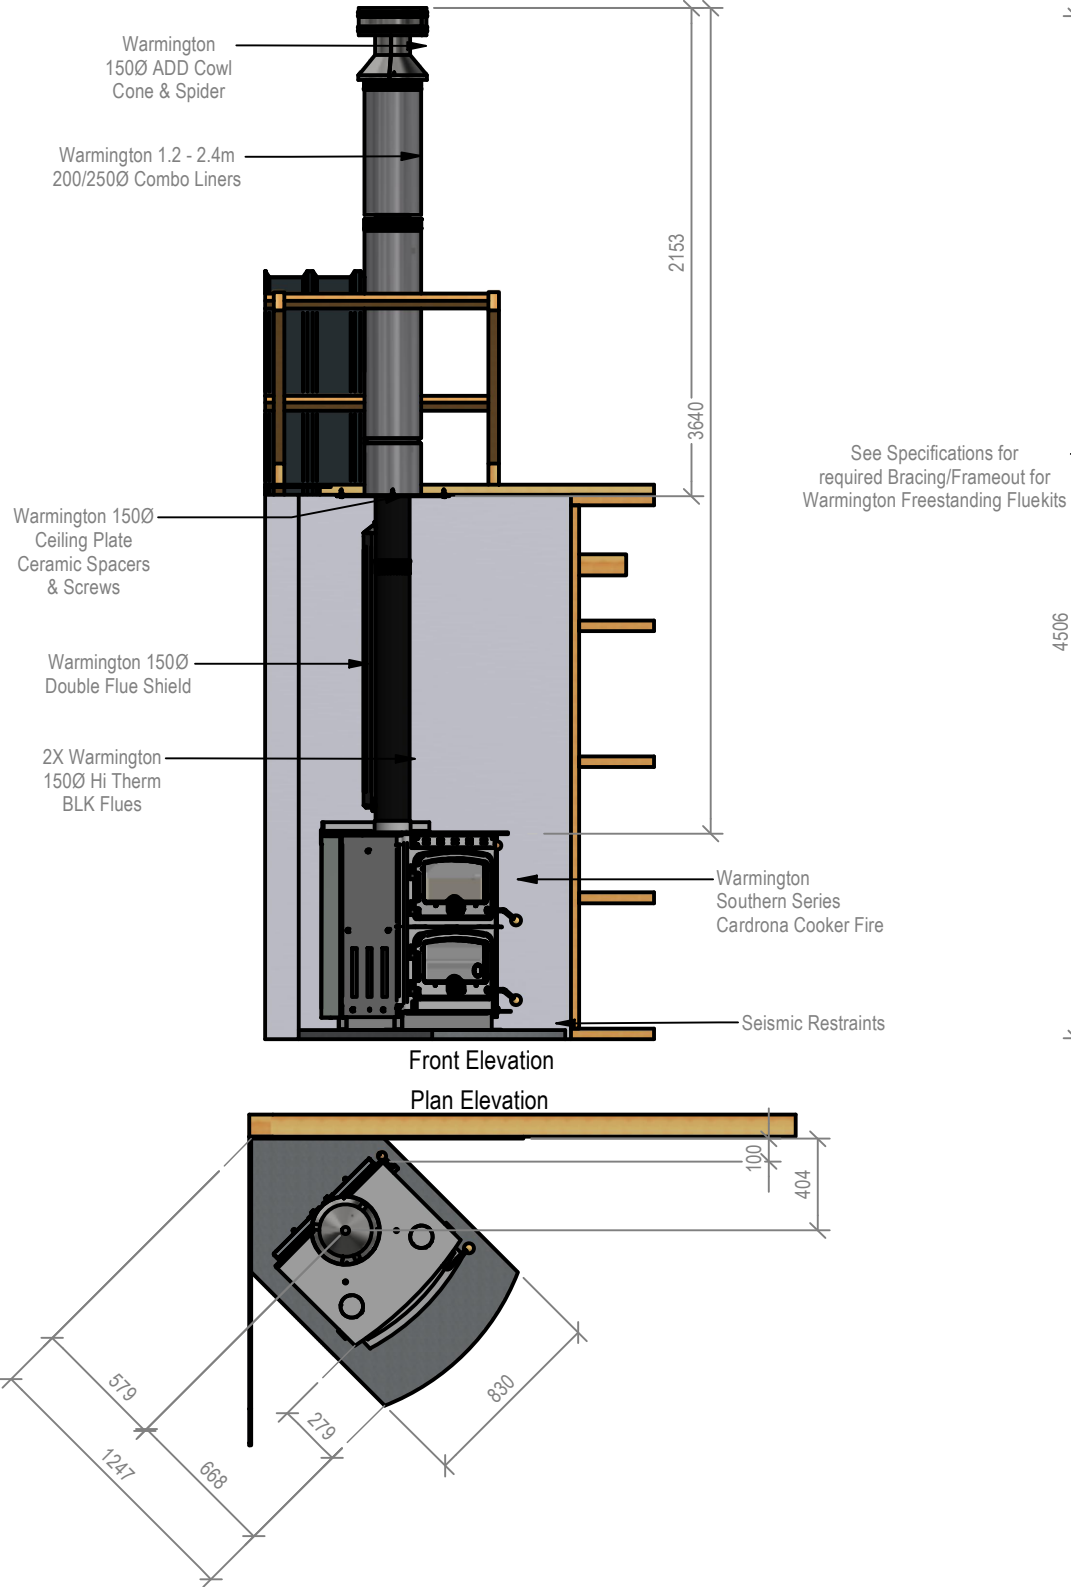 Warmington
150Ø ADD Cowl
Cone & Spider
Warmington 1.2 - 2.4m
200/250Ø Combo Liners
2153
3640
See Specifications for
required Bracing/Frameout for
Warmington Freestanding Fluekits
4506
Warmington 150Ø
Ceiling Plate
Ceramic Spacers
& Screws
Warmington 150Ø
Double Flue Shield
2X Warmington
150Ø Hi Therm
BLK Flues
Warmington
Southern Series
Cardrona Cooker Fire
Seismic Restraints
Front Elevation
Plan Elevation
100
404
579
1247
668
279
830